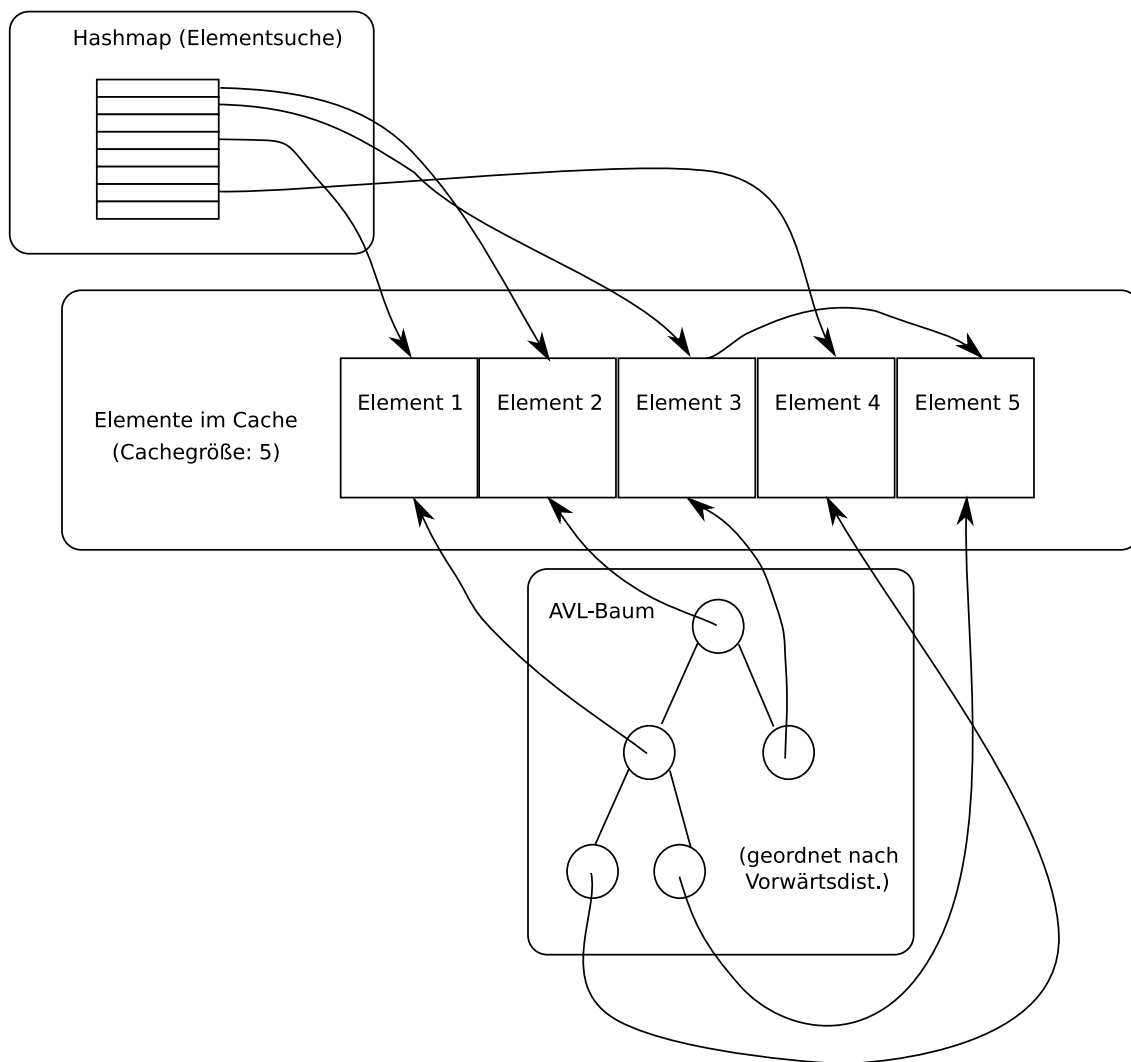 Hashmap (Elementsuche)
Elemente im Cache
(Cachegröße: 5)
Element 1
Element 2
Element 3
Element 4
Element 5
AVL-Baum
(geordnet nach
Vorwärtsdist.)